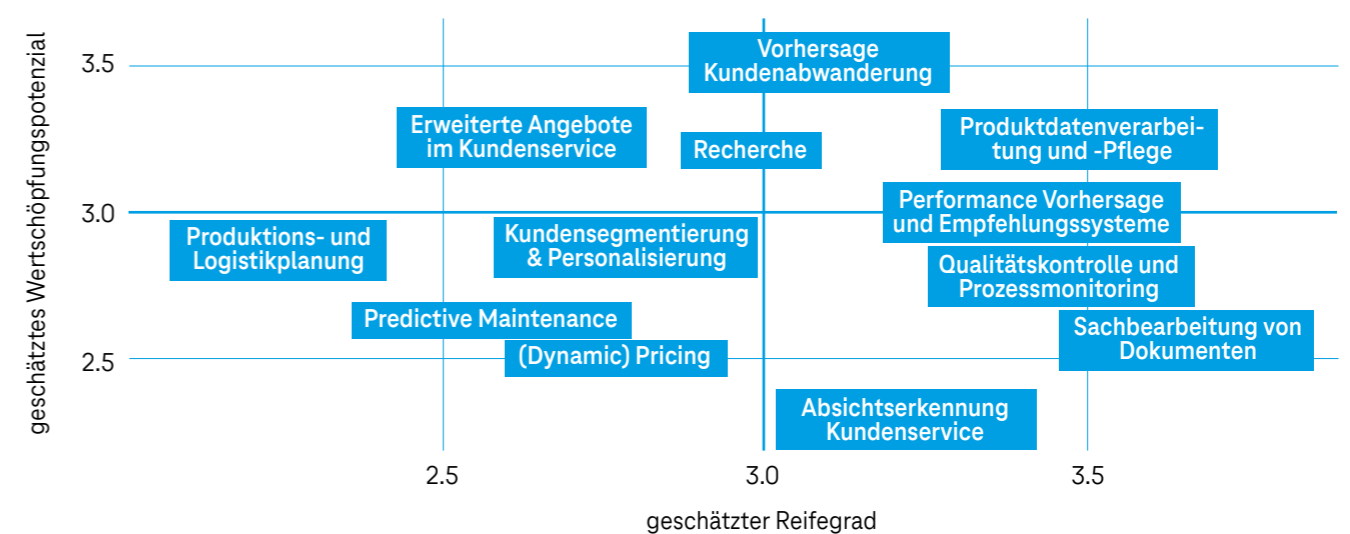 geschätztes Wertschöpfungspotenzial
3.5
3.0
2.5
Vorhersage
Kundenabwanderung
Erweiterte Angebote
im Kundenservice
Recherche
Produktdatenverarbei-
tung und -Pflege
Performance Vorhersage
und Empfehlungssysteme
Produktions- und
Logistikplanung
Kundensegmentierung
& Personalisierung
Qualitätskontrolle und
Prozessmonitoring
Predictive Maintenance
(Dynamic) Pricing
Sachbearbeitung von
Dokumenten
Absichtserkennung
Kundenservice
2.5
3.0
3.5
geschätzter Reifegrad